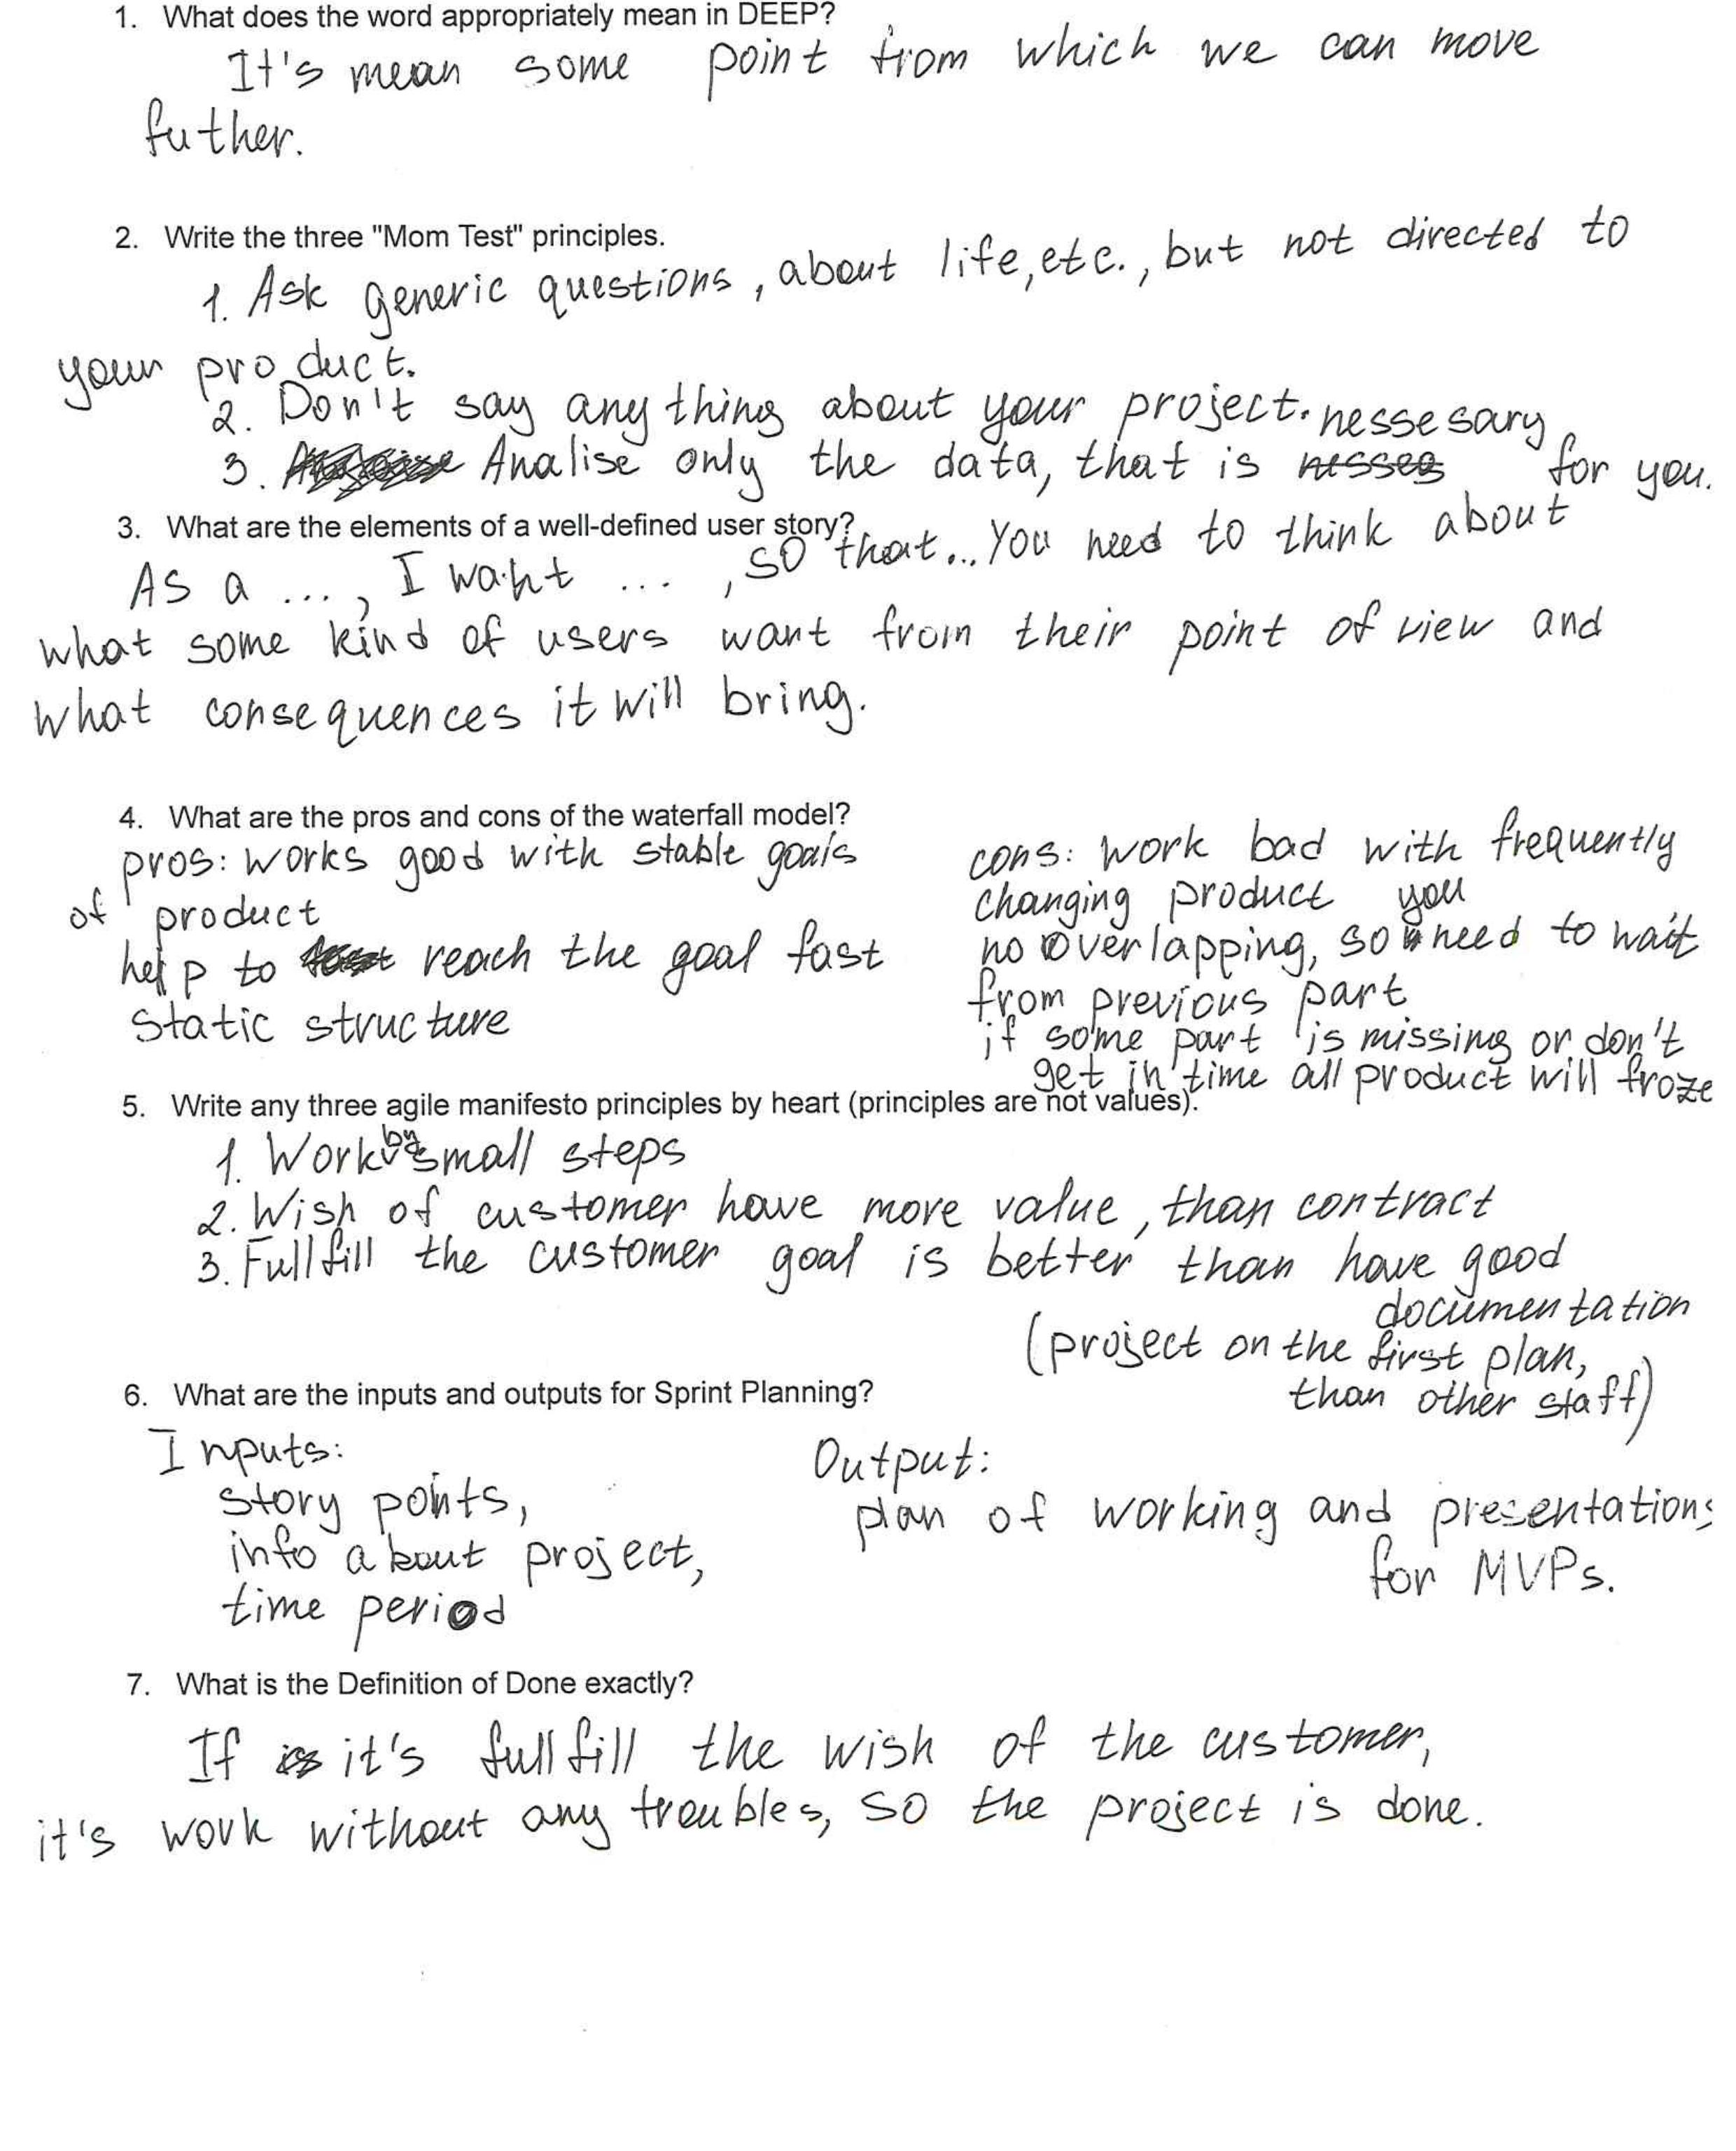 1. What does the word appropriately mean in DEEP?
It's mean some point from which we can move
futher.
2. Write the three "Mom Test" principles.
1. Ask generic questions, about life, etc., but not directed to
your product.
2. Don't say anything about your project.
3. Analise only the data, that is nessesary for you.
3. What are the elements of a well-defined user story?
As a ..., I want ..., so that... You need to think about
what some kind of users want from their point of view and
what consequences it will bring.
4. What are the pros and cons of the waterfall model?
pros: works good with stable goals
of product
help to reach the goal fast
static structure
cons: work bad with frequently
changing product
no overlapping, so you need to wait
from previous part
if some part is missing or don't
get in time all product will froze
5. Write any three agile manifesto principles by heart (principles are not values).
1. Work by small steps
2. Wish of customer have more value, than contract
3. Fullfill the customer goal is better than have good
documentation
(project on the first plan,
than other staff)
6. What are the inputs and outputs for Sprint Planning?
Inputs:
story points,
info about project,
time period
Output:
plan of working and presentations
for MVPs.
7. What is the Definition of Done exactly?
If it's fullfill the wish of the customer,
it's work without any troubles, so the project is done.